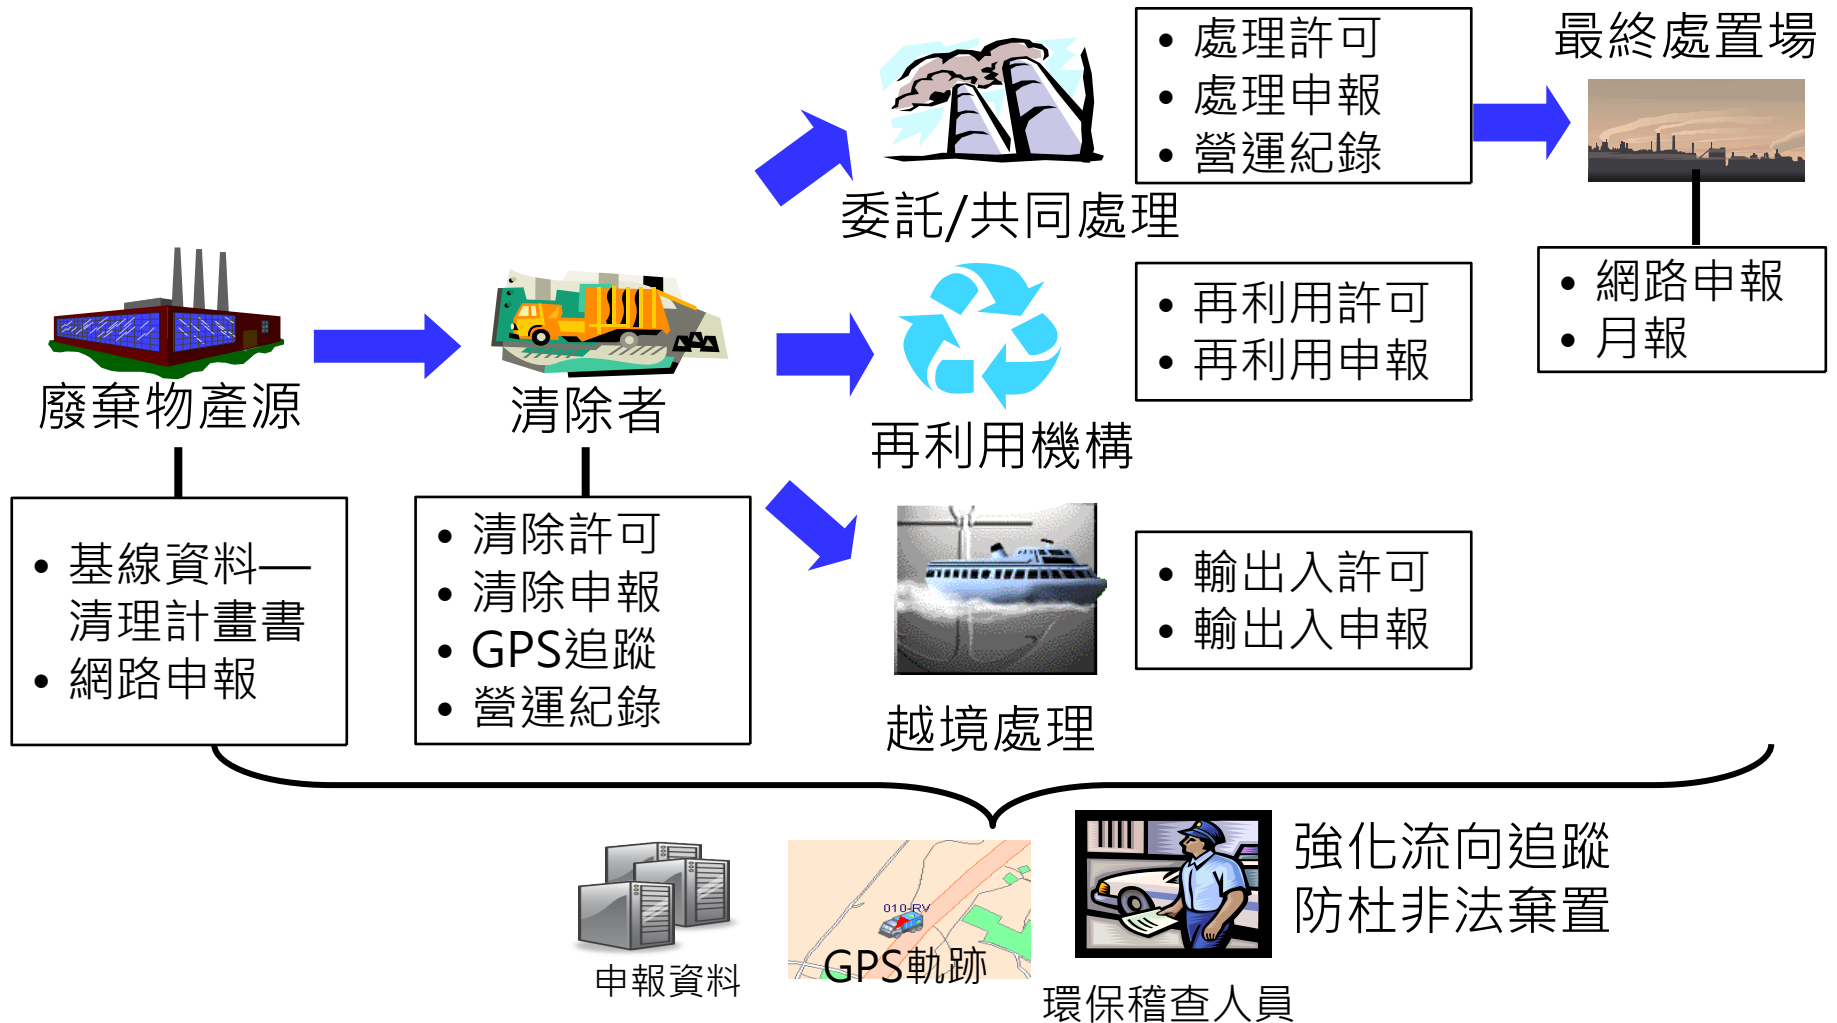 廢棄物產源
• 基線資料—
清理計畫書
• 網路申報
清除者
• 清除許可
• 清除申報
• GPS追蹤
• 營運紀錄
委託/共同處理
• 處理許可
• 處理申報
• 營運紀錄
再利用機構
• 再利用許可
• 再利用申報
越境處理
• 輸出入許可
• 輸出入申報
最終處置場
• 網路申報
• 月報
申報資料
010-RV
GPS軌跡
環保稽查人員
強化流向追蹤
防杜非法棄置